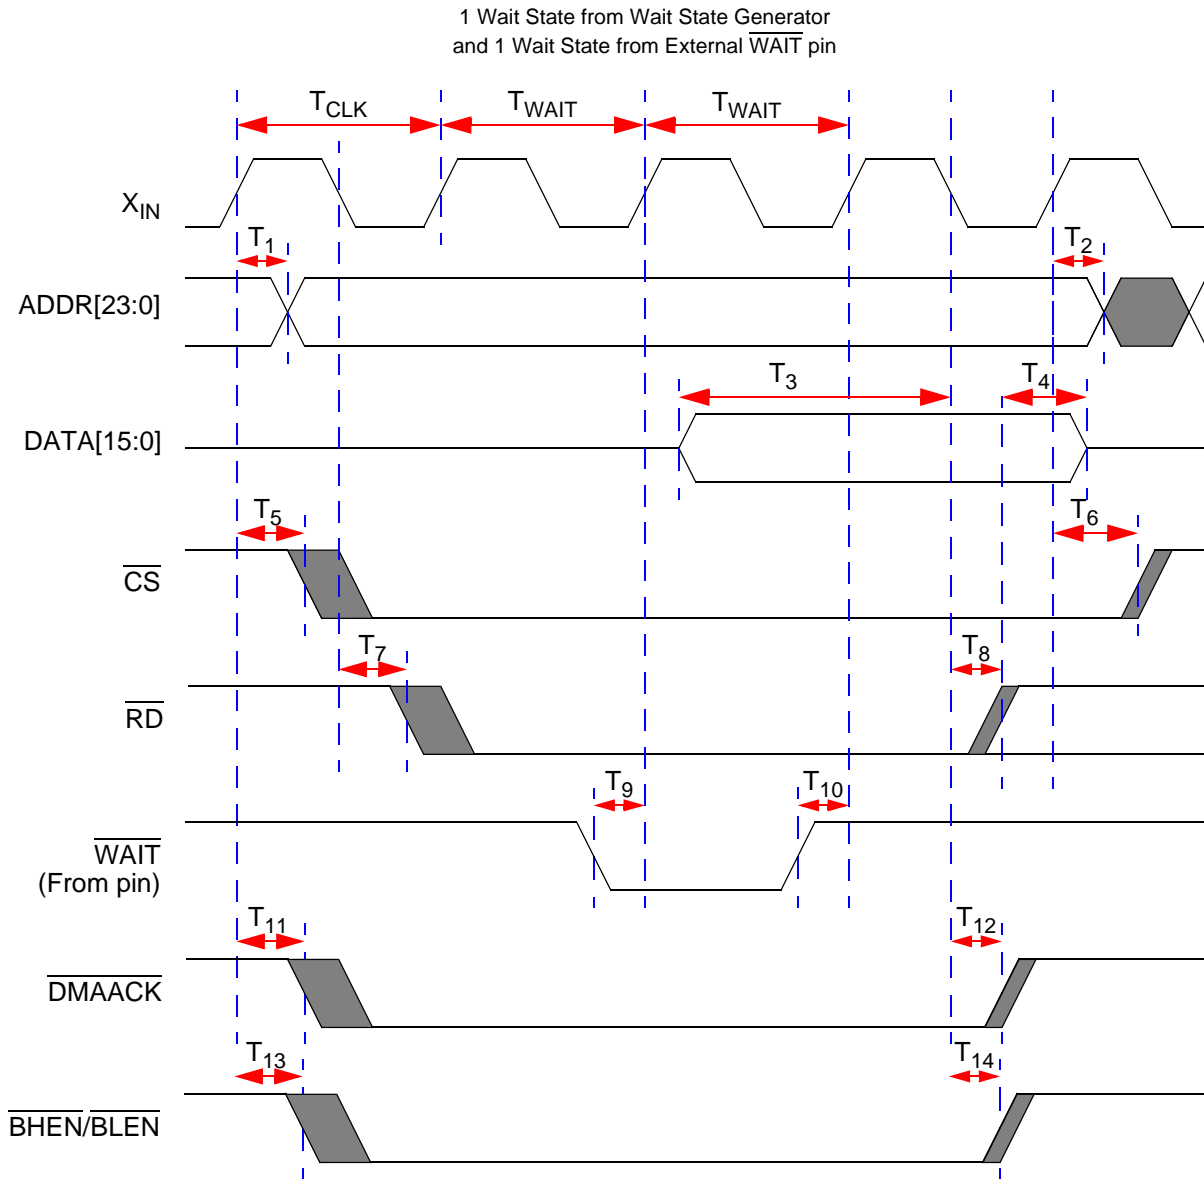 1 Wait State from Wait State Generator
and 1 Wait State from External WAIT pin
TCLK TWAIT TWAIT
XIN
T1 T2
ADDR[23:0]
T3 T4
DATA[15:0]
T5 T6
CS
T7 T8
RD
T9 T10
WAIT
(From pin)
T11 T12
DMAACK
T13 T14
BHEN/BLEN